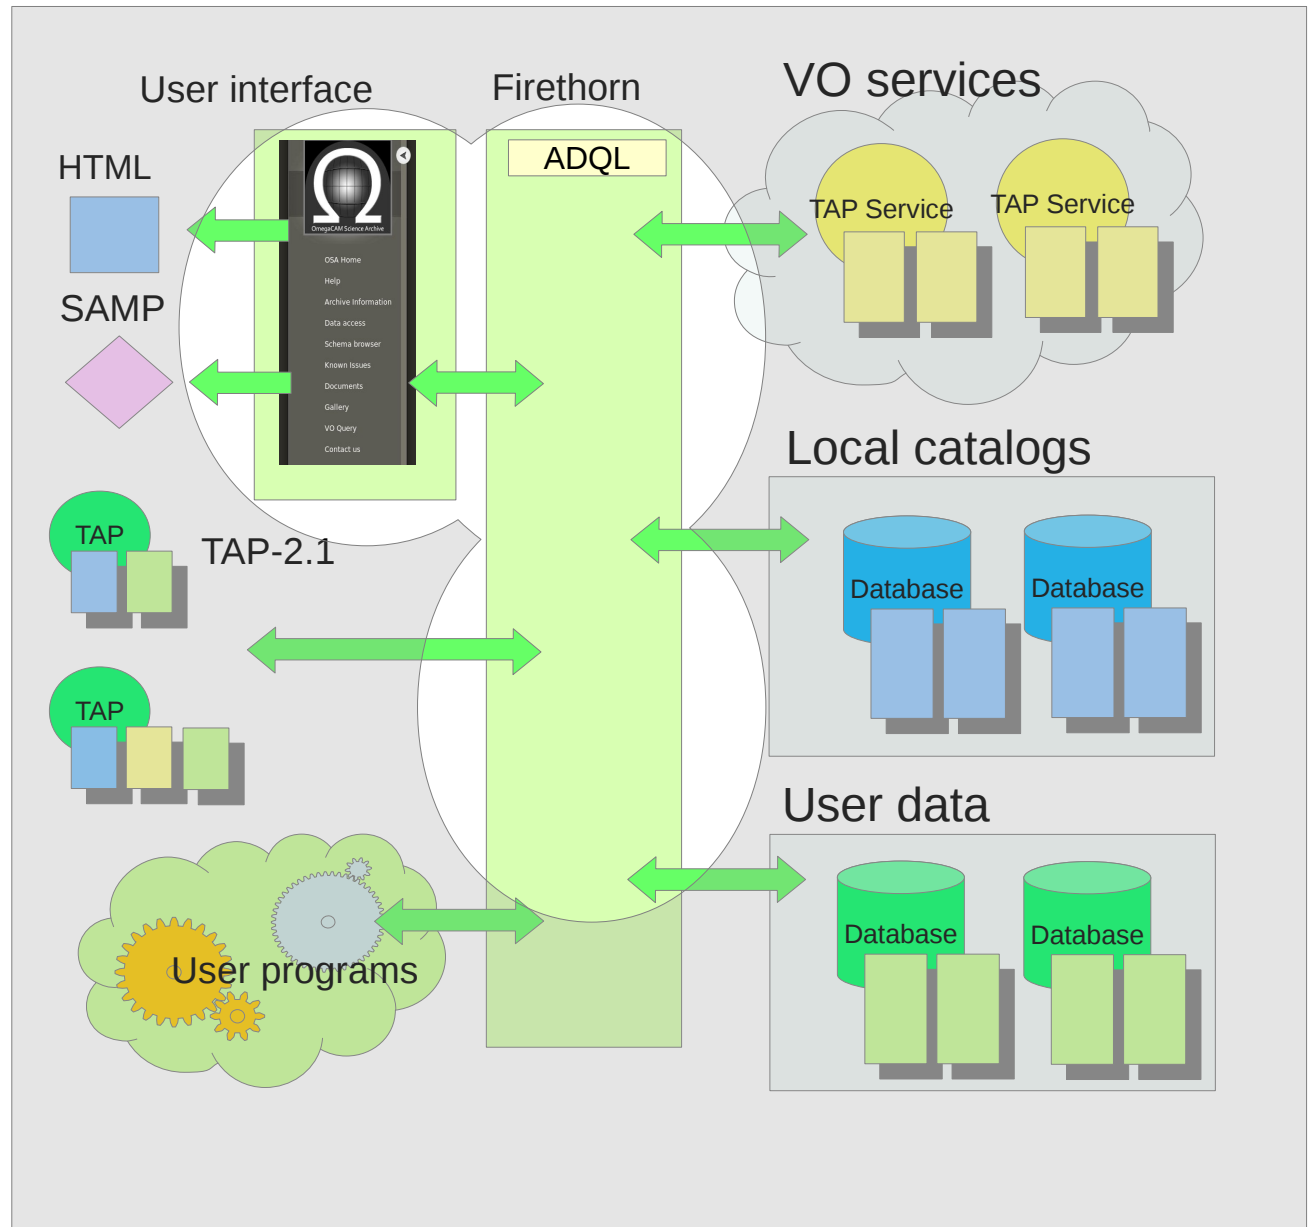 User interface
Firethorn
VO services
HTML
ADQL
OmegaCAM Science Archive
TAP Service
TAP Service
OSA Home
Help
Archive Information
Data access
Schema browser
Known Issues
Documents
Gallery
VO Query
Contact us
SAMP
Local catalogs
TAP
TAP-2.1
Database
Database
TAP
User data
Database
Database
User programs